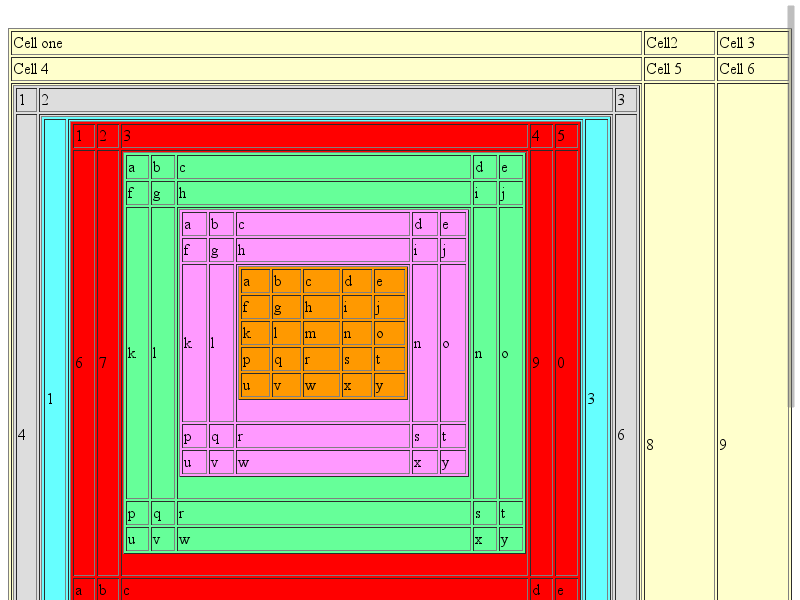 Cell one Cell2 Cell 3
Cell 4 Cell 5 Cell 6
1 2 3
1 2 3 4 5
a b c d e
f g h i j
a b c d e
f g h i j
a b c d e
f g h i j
k l m n o
k l k l n o n o
p q r s t
6 7 9 0
u v w x y
1 3
4 6
p q r s t
8 9
u v w x y
p q r s t
u v w x y
a b c d e